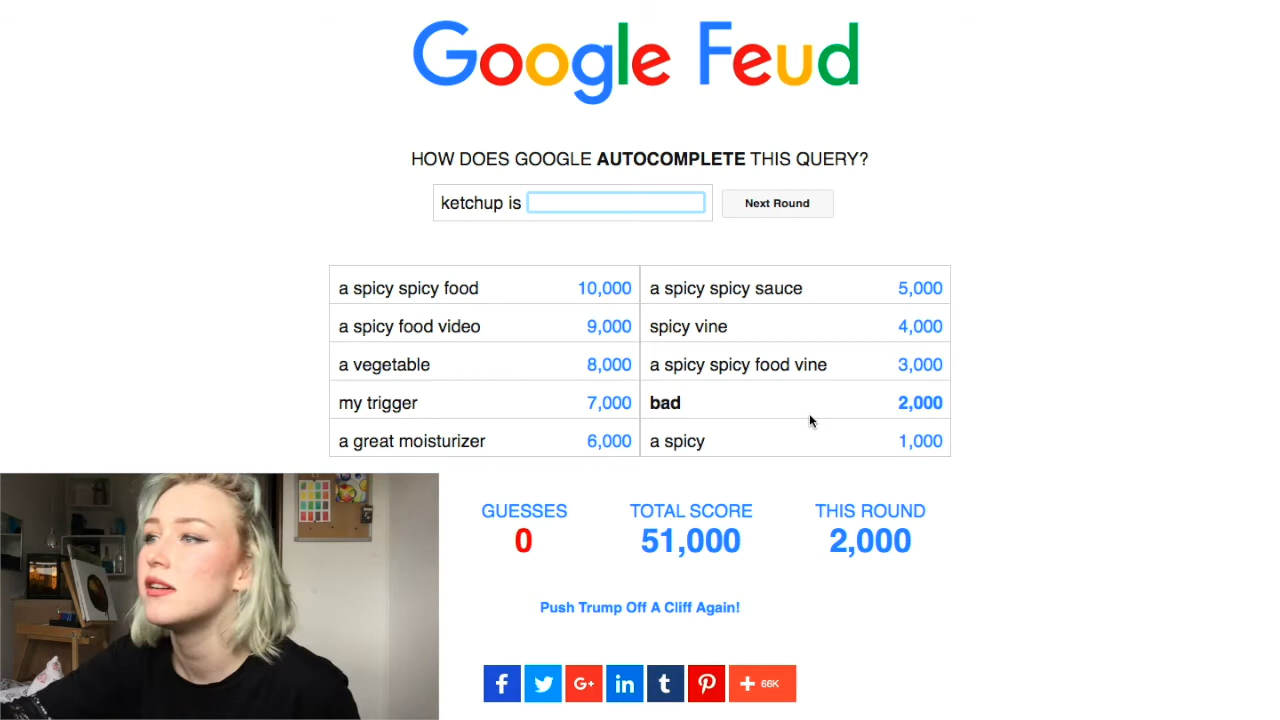 Google Feud
HOW DOES GOOGLE AUTOCOMPLETE THIS QUERY?
ketchup is
Next Round
a spicy spicy food 10,000
a spicy food video 9,000
a vegetable 8,000
my trigger 7,000
a great moisturizer 6,000
a spicy spicy sauce 5,000
spicy vine 4,000
a spicy spicy food vine 3,000
bad 2,000
a spicy 1,000
GUESSES
0
TOTAL SCORE
51,000
THIS ROUND
2,000
Push Trump Off A Cliff Again!
f
G+
in
t
+ 66K